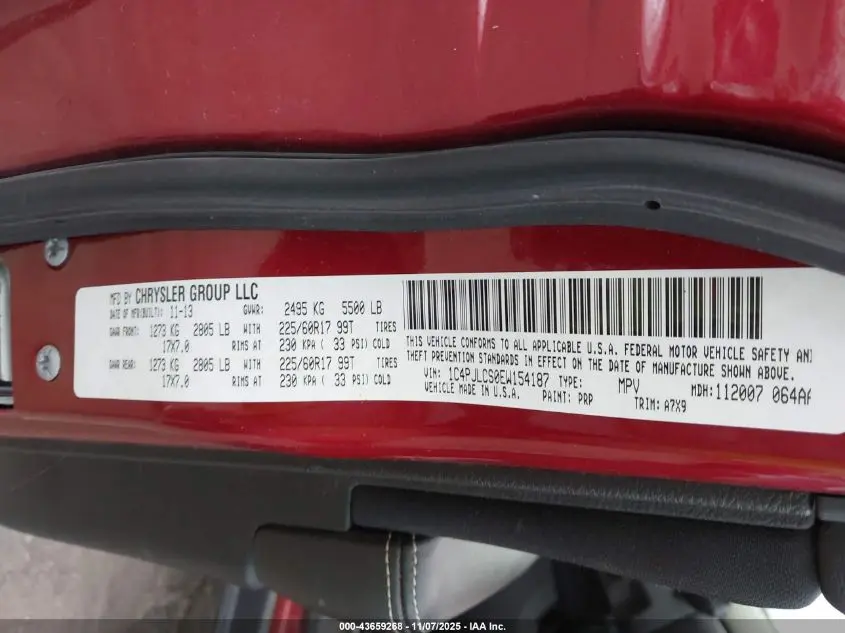 MFD BY CHRYSLER GROUP LLC
DATE OF MFR(BUILT): 11-13 GVWR: 2495 KG 5500 LB
GAWR FRONT: 1273 KG 2805 LB WITH 225/60R17 99T TIRES
17X7.0 RIMS AT 230 KPA ( 33 PSI) COLD
GAWR REAR: 1273 KG 2805 LB WITH 225/60R17 99T TIRES
17X7.0 RIMS AT 230 KPA ( 33 PSI) COLD
THIS VEHICLE CONFORMS TO ALL APPLICABLE U.S.A. FEDERAL MOTOR VEHICLE SAFETY AND
THEFT PREVENTION STANDARDS IN EFFECT ON THE DATE OF MANUFACTURE SHOWN ABOVE.
VIN: 1C4PJLCS0EW154187 TYPE: MPV MDH:112007 064AA
VEHICLE MADE IN U.S.A. PAINT: PRP TRIM: A7X9
000-43659268 - 11/07/2025 - IAA Holdings, LLC.